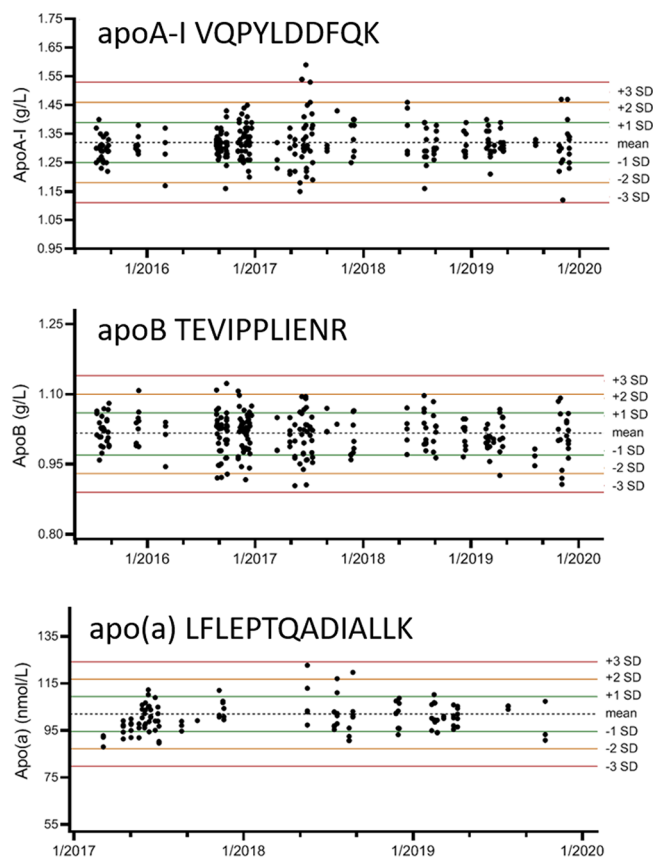 apoA-I VQPYLDDFQK
ApoA-I (g/L)
1.75
1.65
1.55
1.45
1.35
1.25
1.15
1.05
0.95
+3 SD
+2 SD
+1 SD
mean
-1 SD
-2 SD
-3 SD
1/2016 1/2017 1/2018 1/2019 1/2020
apoB TEVIPPLIENR
ApoB (g/L)
1.25
1.10
0.95
0.80
+3 SD
+2 SD
+1 SD
mean
-1 SD
-2 SD
-3 SD
1/2016 1/2017 1/2018 1/2019 1/2020
apo(a) LFLEPTQADIALLK
Apo(a) (nmol/L)
135
115
95
75
55
+3 SD
+2 SD
+1 SD
mean
-1 SD
-2 SD
-3 SD
1/2017 1/2018 1/2019 1/2020